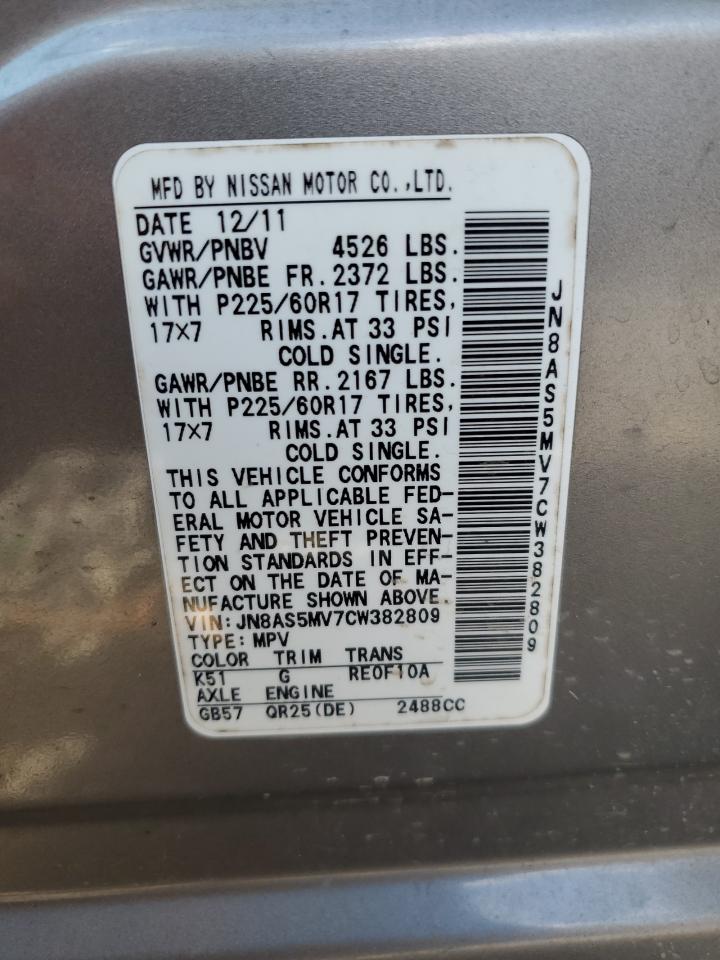 MFD BY NISSAN MOTOR CO.,LTD.
DATE 12/11
GVWR/PNBV 4526 LBS.
GAWR/PNBE FR.2372 LBS.
WITH P225/60R17 TIRES,
17×7 RIMS.AT 33 PSI
COLD SINGLE.
GAWR/PNBE RR.2167 LBS.
WITH P225/60R17 TIRES,
17×7 RIMS.AT 33 PSI
COLD SINGLE.
THIS VEHICLE CONFORMS
TO ALL APPLICABLE FED-
ERAL MOTOR VEHICLE SA-
FETY AND THEFT PREVEN-
TION STANDARDS IN EFF-
ECT ON THE DATE OF MA-
NUFACTURE SHOWN ABOVE.
VIN:JN8AS5MV7CW382809
TYPE:MPV
COLOR TRIM TRANS
K51 G RE0F10A
AXLE ENGINE
GB57 QR25(DE) 2488CC
JN8AS5MV7CW382809